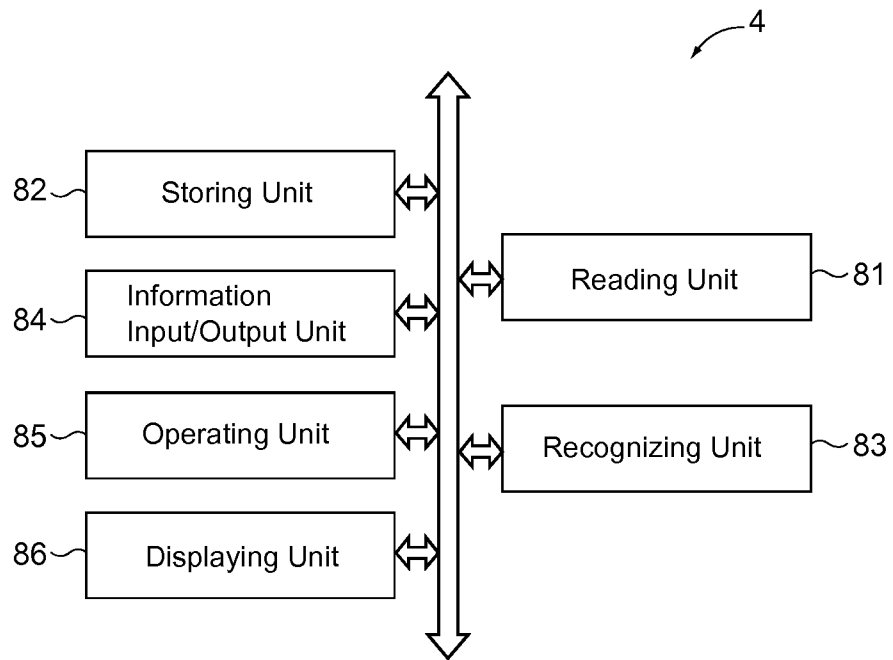 4
82
Storing Unit
Reading Unit
81
84
Information
Input/Output Unit
85
Operating Unit
Recognizing Unit
83
86
Displaying Unit